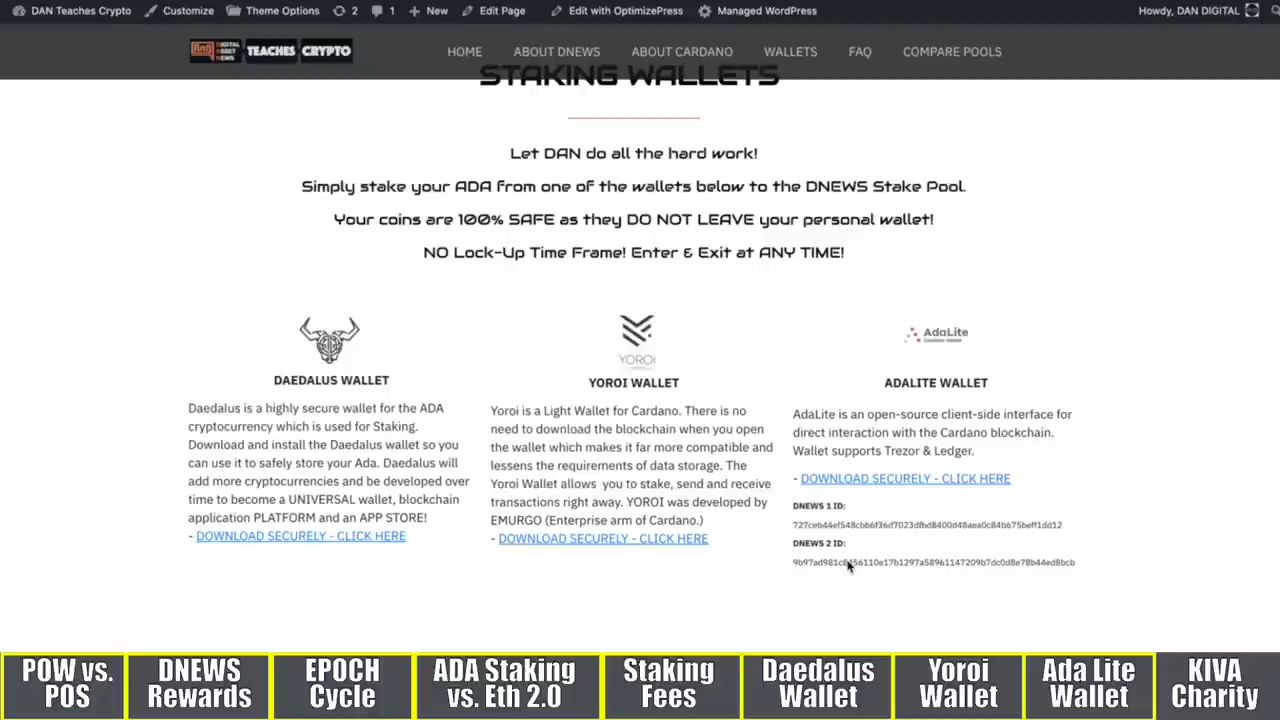 DAN Teaches Crypto Customize Theme Options 2 1 New Edit Page Edit with OptimizePress Managed WordPress Howdy, DAN DIGITAL
DIGITAL ASSET NEWS TEACHES CRYPTO
HOME ABOUT DNEWS ABOUT CARDANO WALLETS FAQ COMPARE POOLS
STAKING WALLETS
Let DAN do all the hard work!
Simply stake your ADA from one of the wallets below to the DNEWS Stake Pool.
Your coins are 100% SAFE as they DO NOT LEAVE your personal wallet!
NO Lock-Up Time Frame! Enter & Exit at ANY TIME!
DAEDALUS WALLET
Daedalus is a highly secure wallet for the ADA
cryptocurrency which is used for Staking.
Download and install the Daedalus wallet so you
can use it to safely store your Ada. Daedalus will
add more cryptocurrencies and be developed over
time to become a UNIVERSAL wallet, blockchain
application PLATFORM and an APP STORE!
- DOWNLOAD SECURELY - CLICK HERE
YOROI
YOROI WALLET
Yoroi is a Light Wallet for Cardano. There is no
need to download the blockchain when you open
the wallet which makes it far more compatible and
lessens the requirements of data storage. The
Yoroi Wallet allows you to stake, send and receive
transactions right away. YOROI was developed by
EMURGO (Enterprise arm of Cardano.)
- DOWNLOAD SECURELY - CLICK HERE
AdaLite
ADALITE WALLET
AdaLite is an open-source client-side interface for
direct interaction with the Cardano blockchain.
Wallet supports Trezor & Ledger.
- DOWNLOAD SECURELY - CLICK HERE
DNEWS 1 ID:
DNEWS 2 ID:
POW vs. POS
DNEWS Rewards
EPOCH Cycle
ADA Staking vs. Eth 2.0
Staking Fees
Daedalus Wallet
Yoroi Wallet
Ada Lite Wallet
KIVA Charity